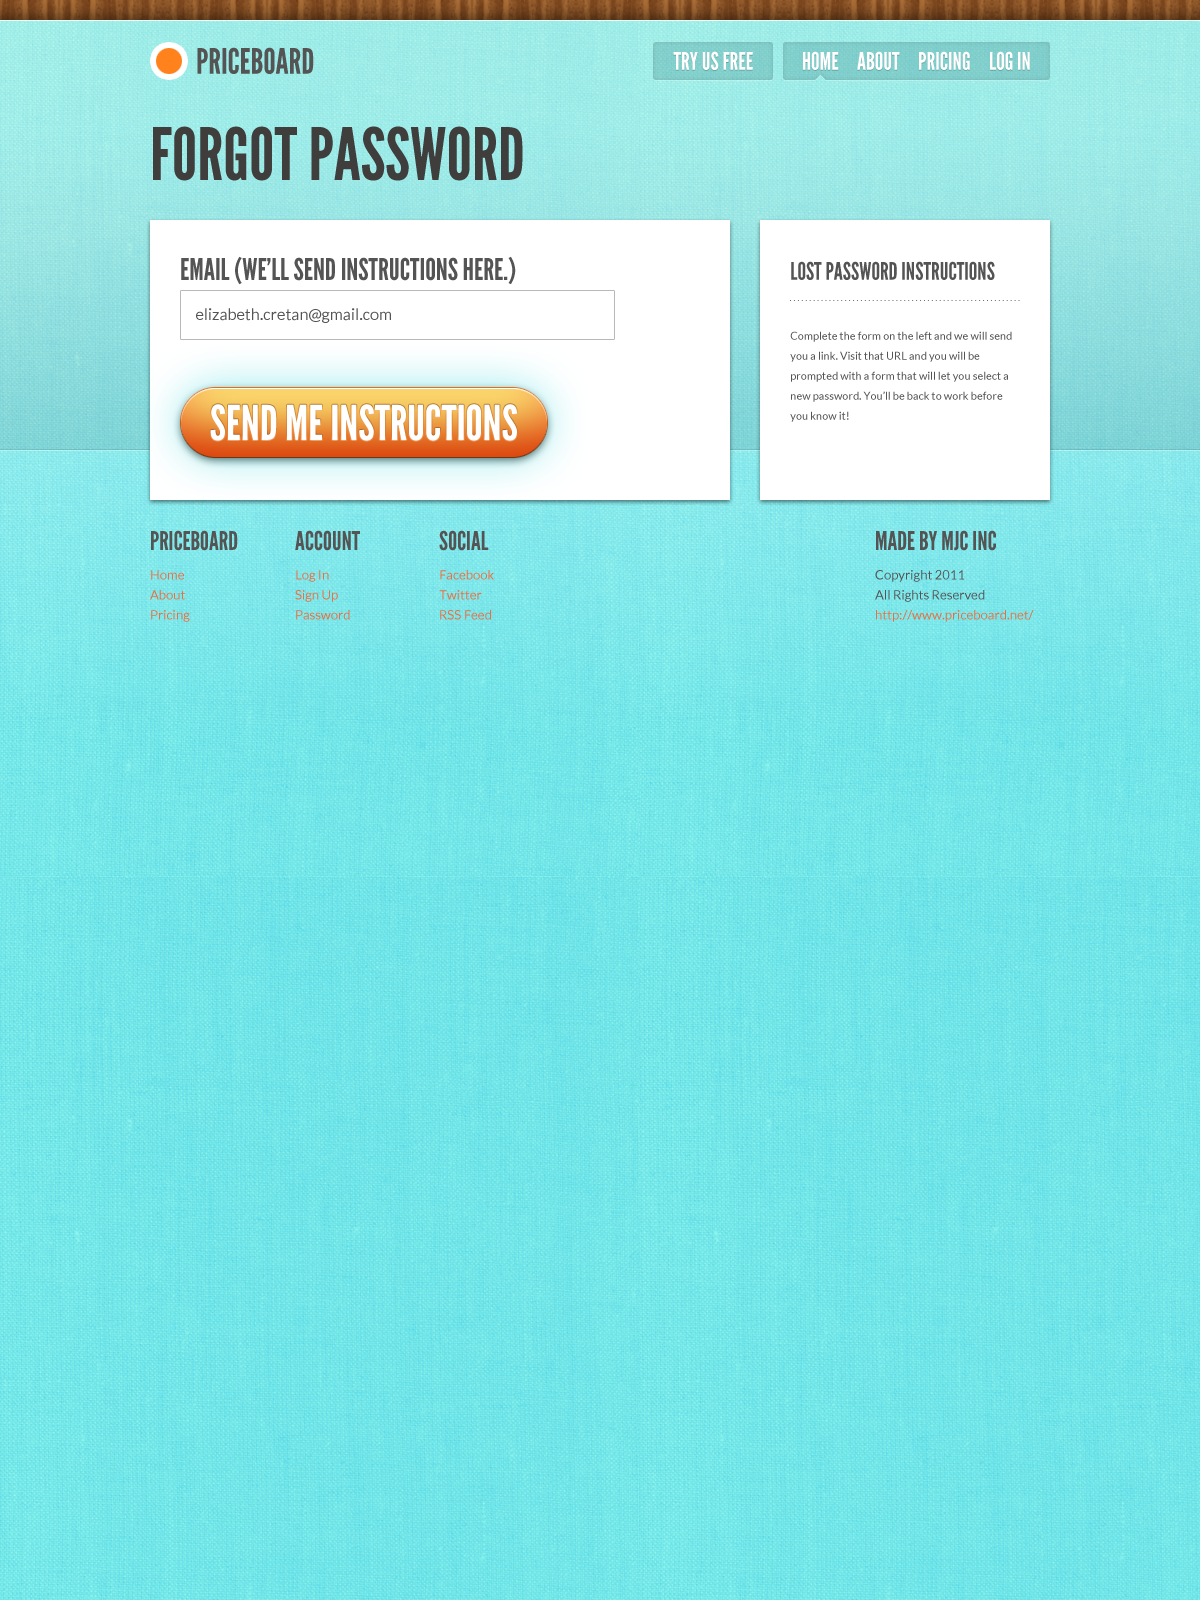 PRICEBOARD
TRY US FREE
HOME ABOUT PRICING LOG IN
FORGOT PASSWORD
EMAIL (WE'LL SEND INSTRUCTIONS HERE.)
elizabeth.cretan@gmail.com
SEND ME INSTRUCTIONS
LOST PASSWORD INSTRUCTIONS
Complete the form on the left and we will send
you a link. Visit that URL and you will be
prompted with a form that will let you select a
new password. You'll be back to work before
you know it!
PRICEBOARD
Home
About
Pricing
ACCOUNT
Log In
Sign Up
Password
SOCIAL
Facebook
Twitter
RSS Feed
MADE BY MJC INC
Copyright 2011
All Rights Reserved
http://www.priceboard.net/